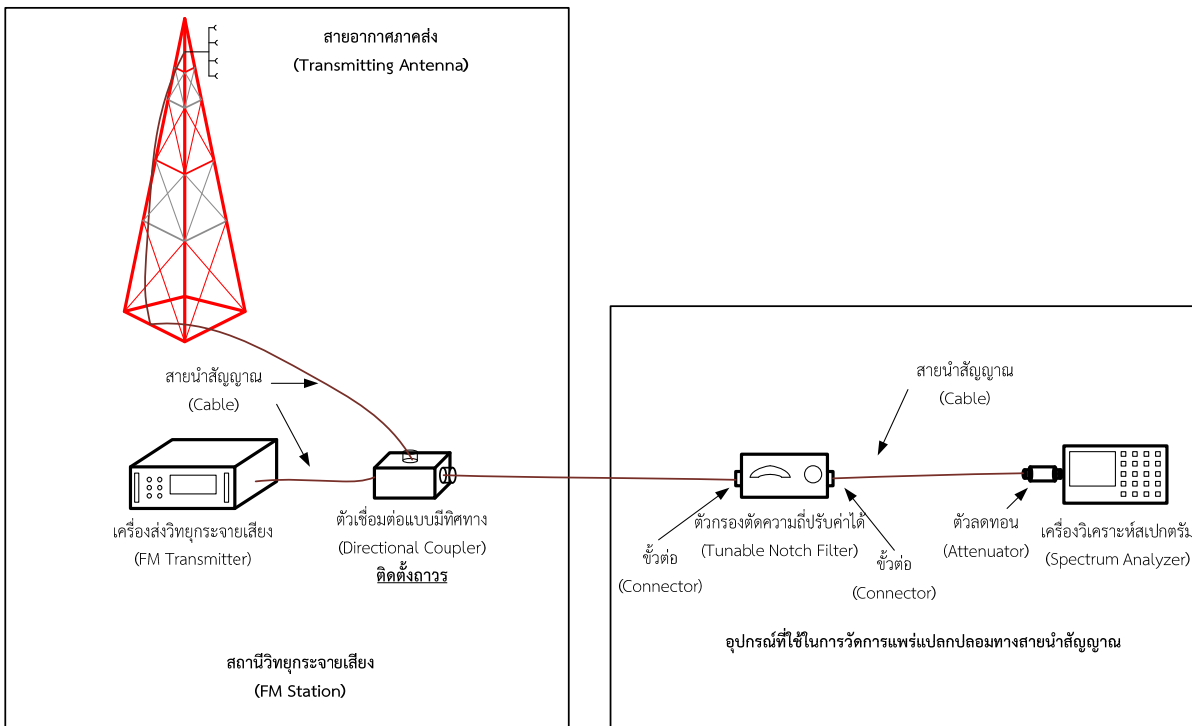 สายอากาศภาคส่ง
(Transmitting Antenna)
สายนำสัญญาณ
(Cable)
เครื่องส่งวิทยุกระจายเสียง
(FM Transmitter)
ตัวเชื่อมต่อแบบมีทิศทาง
(Directional Coupler)
ติดตั้งถาวร
สถานีวิทยุกระจายเสียง
(FM Station)
สายนำสัญญาณ
(Cable)
ตัวกรองตัดความถี่ปรับค่าได้
(Tunable Notch Filter)
ขั้วต่อ
(Connector)
ขั้วต่อ
(Connector)
ตัวลดทอน
(Attenuator)
เครื่องวิเคราะห์สเปกตรัม
(Spectrum Analyzer)
อุปกรณ์ที่ใช้ในการวัดการแพร่แปลกปลอมทางสายนำสัญญาณ